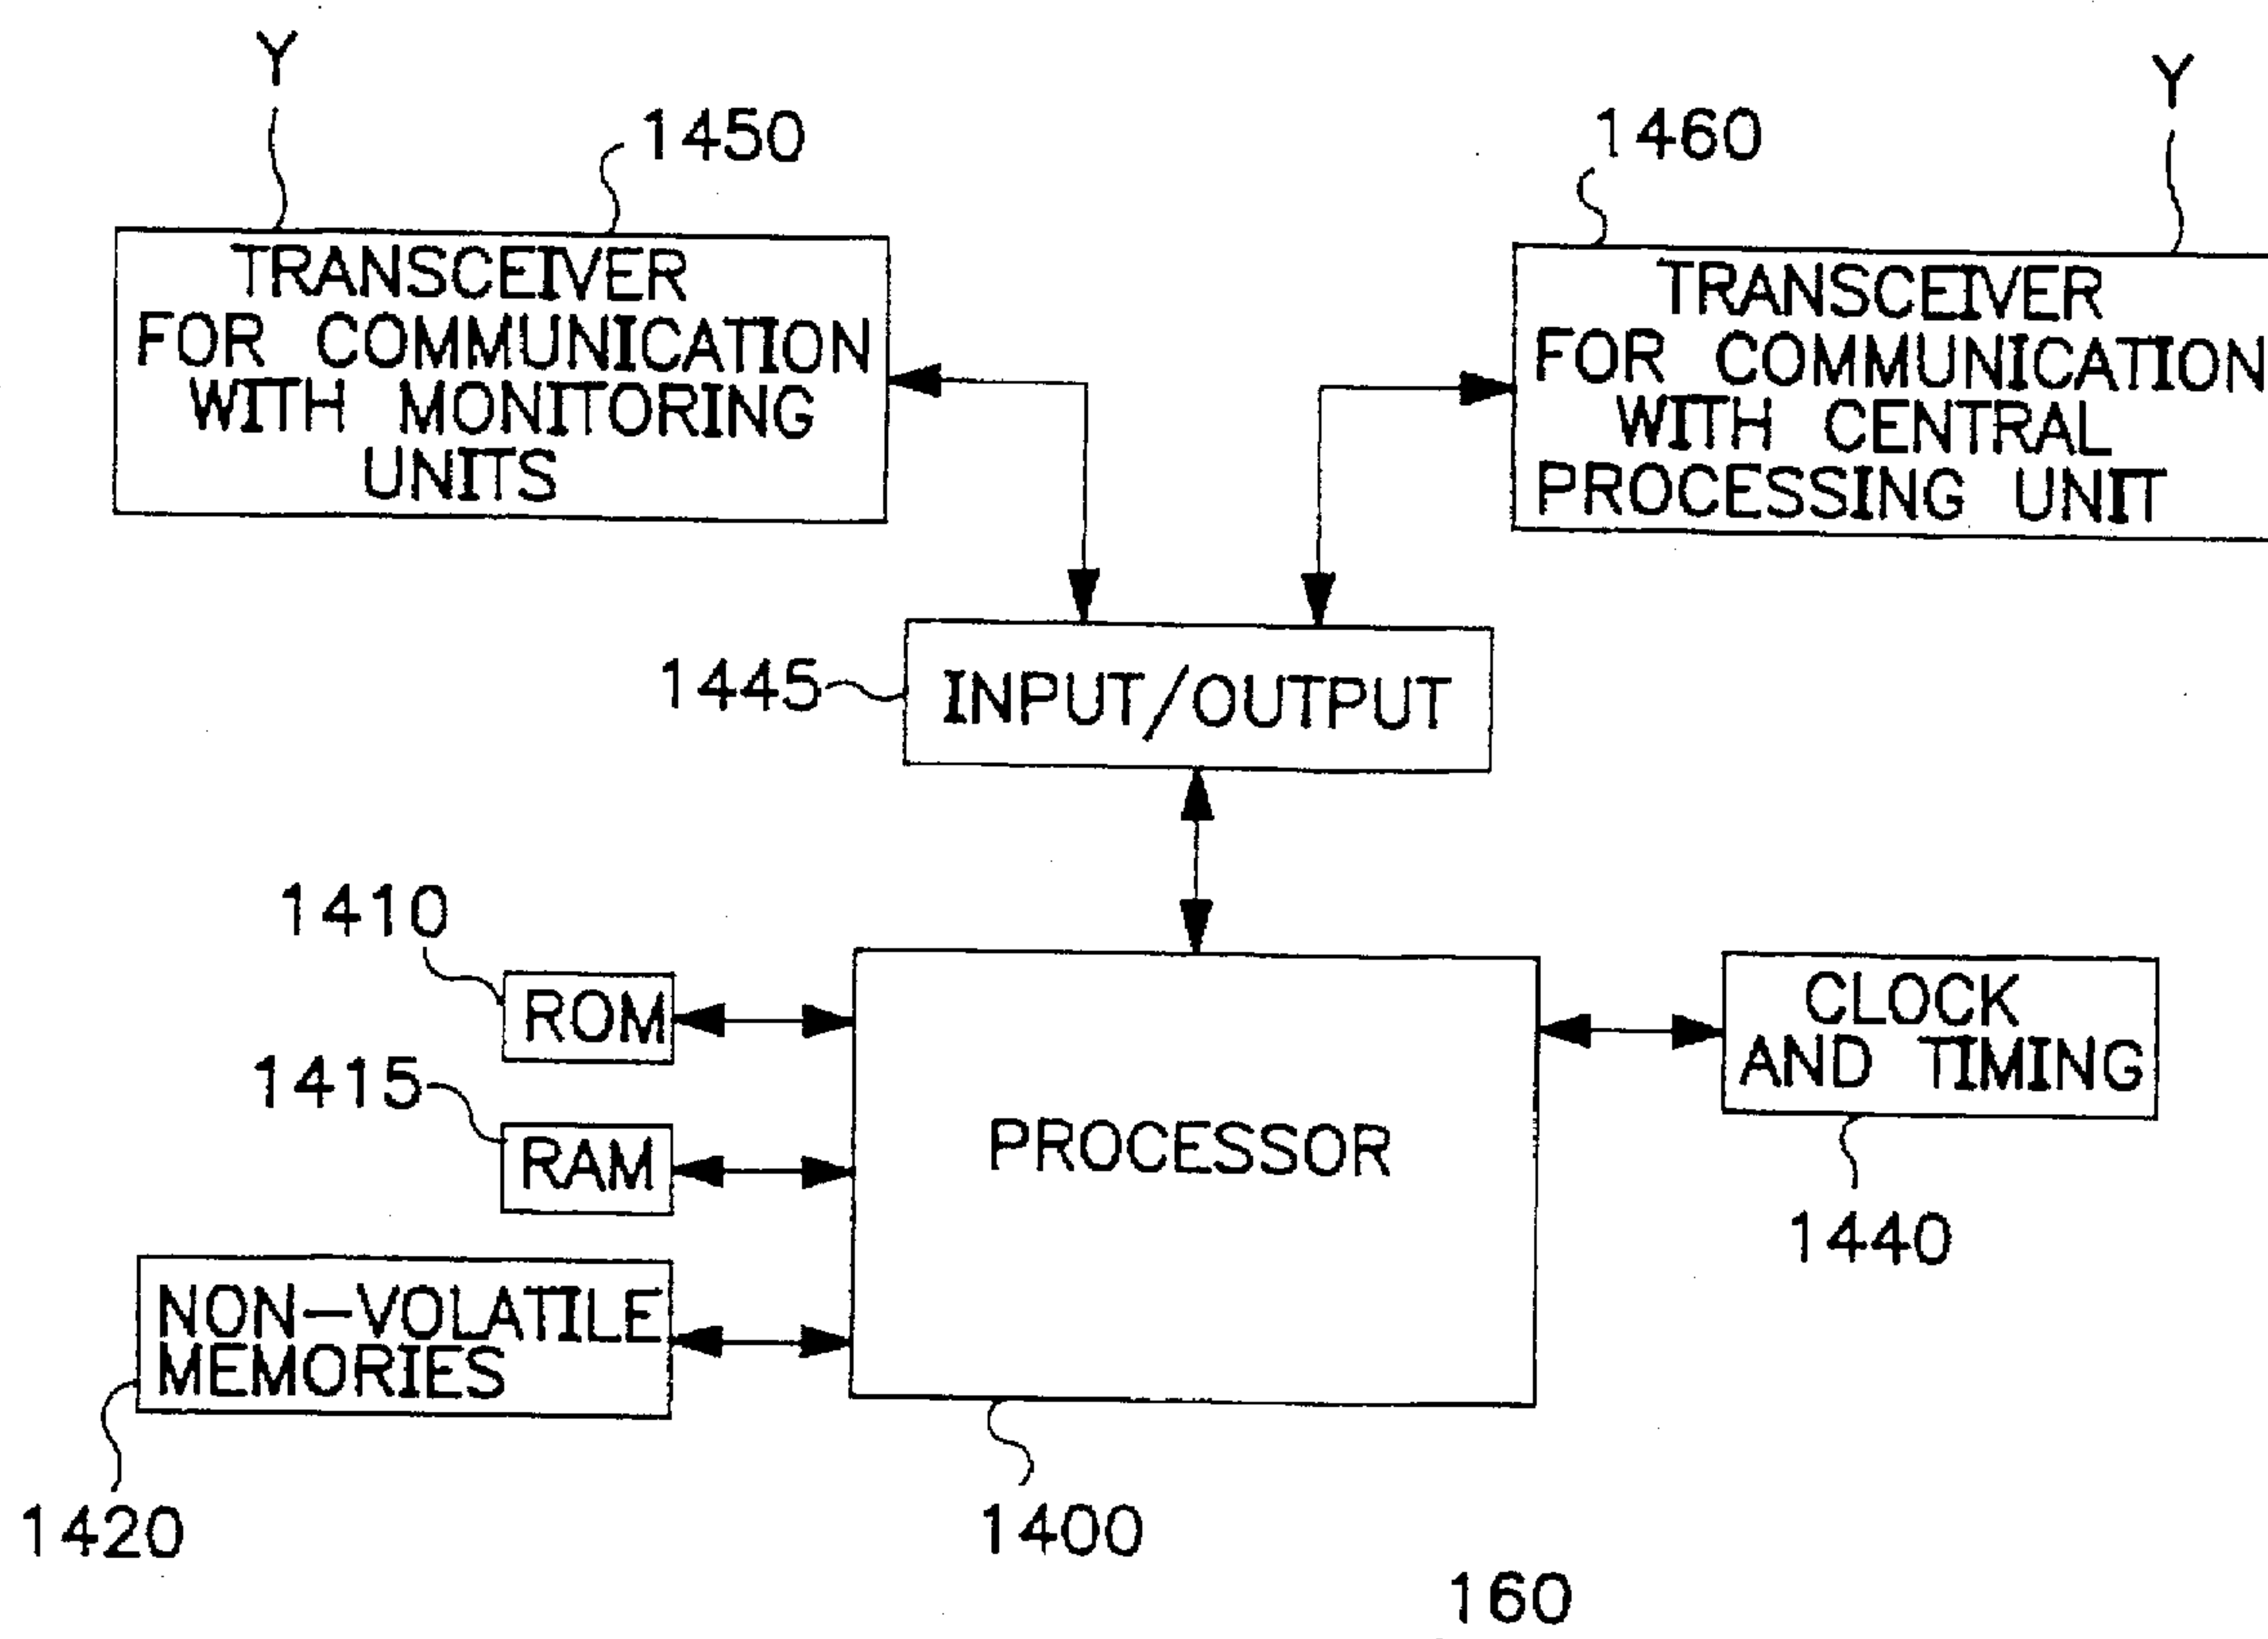 Y
Y
1450
1460
TRANSCEIVER
FOR COMMUNICATION
WITH MONITORING
UNITS
TRANSCEIVER
FOR COMMUNICATION
WITH CENTRAL
PROCESSING UNIT
1445
INPUT/OUTPUT
1410
ROM
1415
RAM
NON-VOLATILE
MEMORIES
1420
PROCESSOR
1400
CLOCK
AND TIMING
1440
160